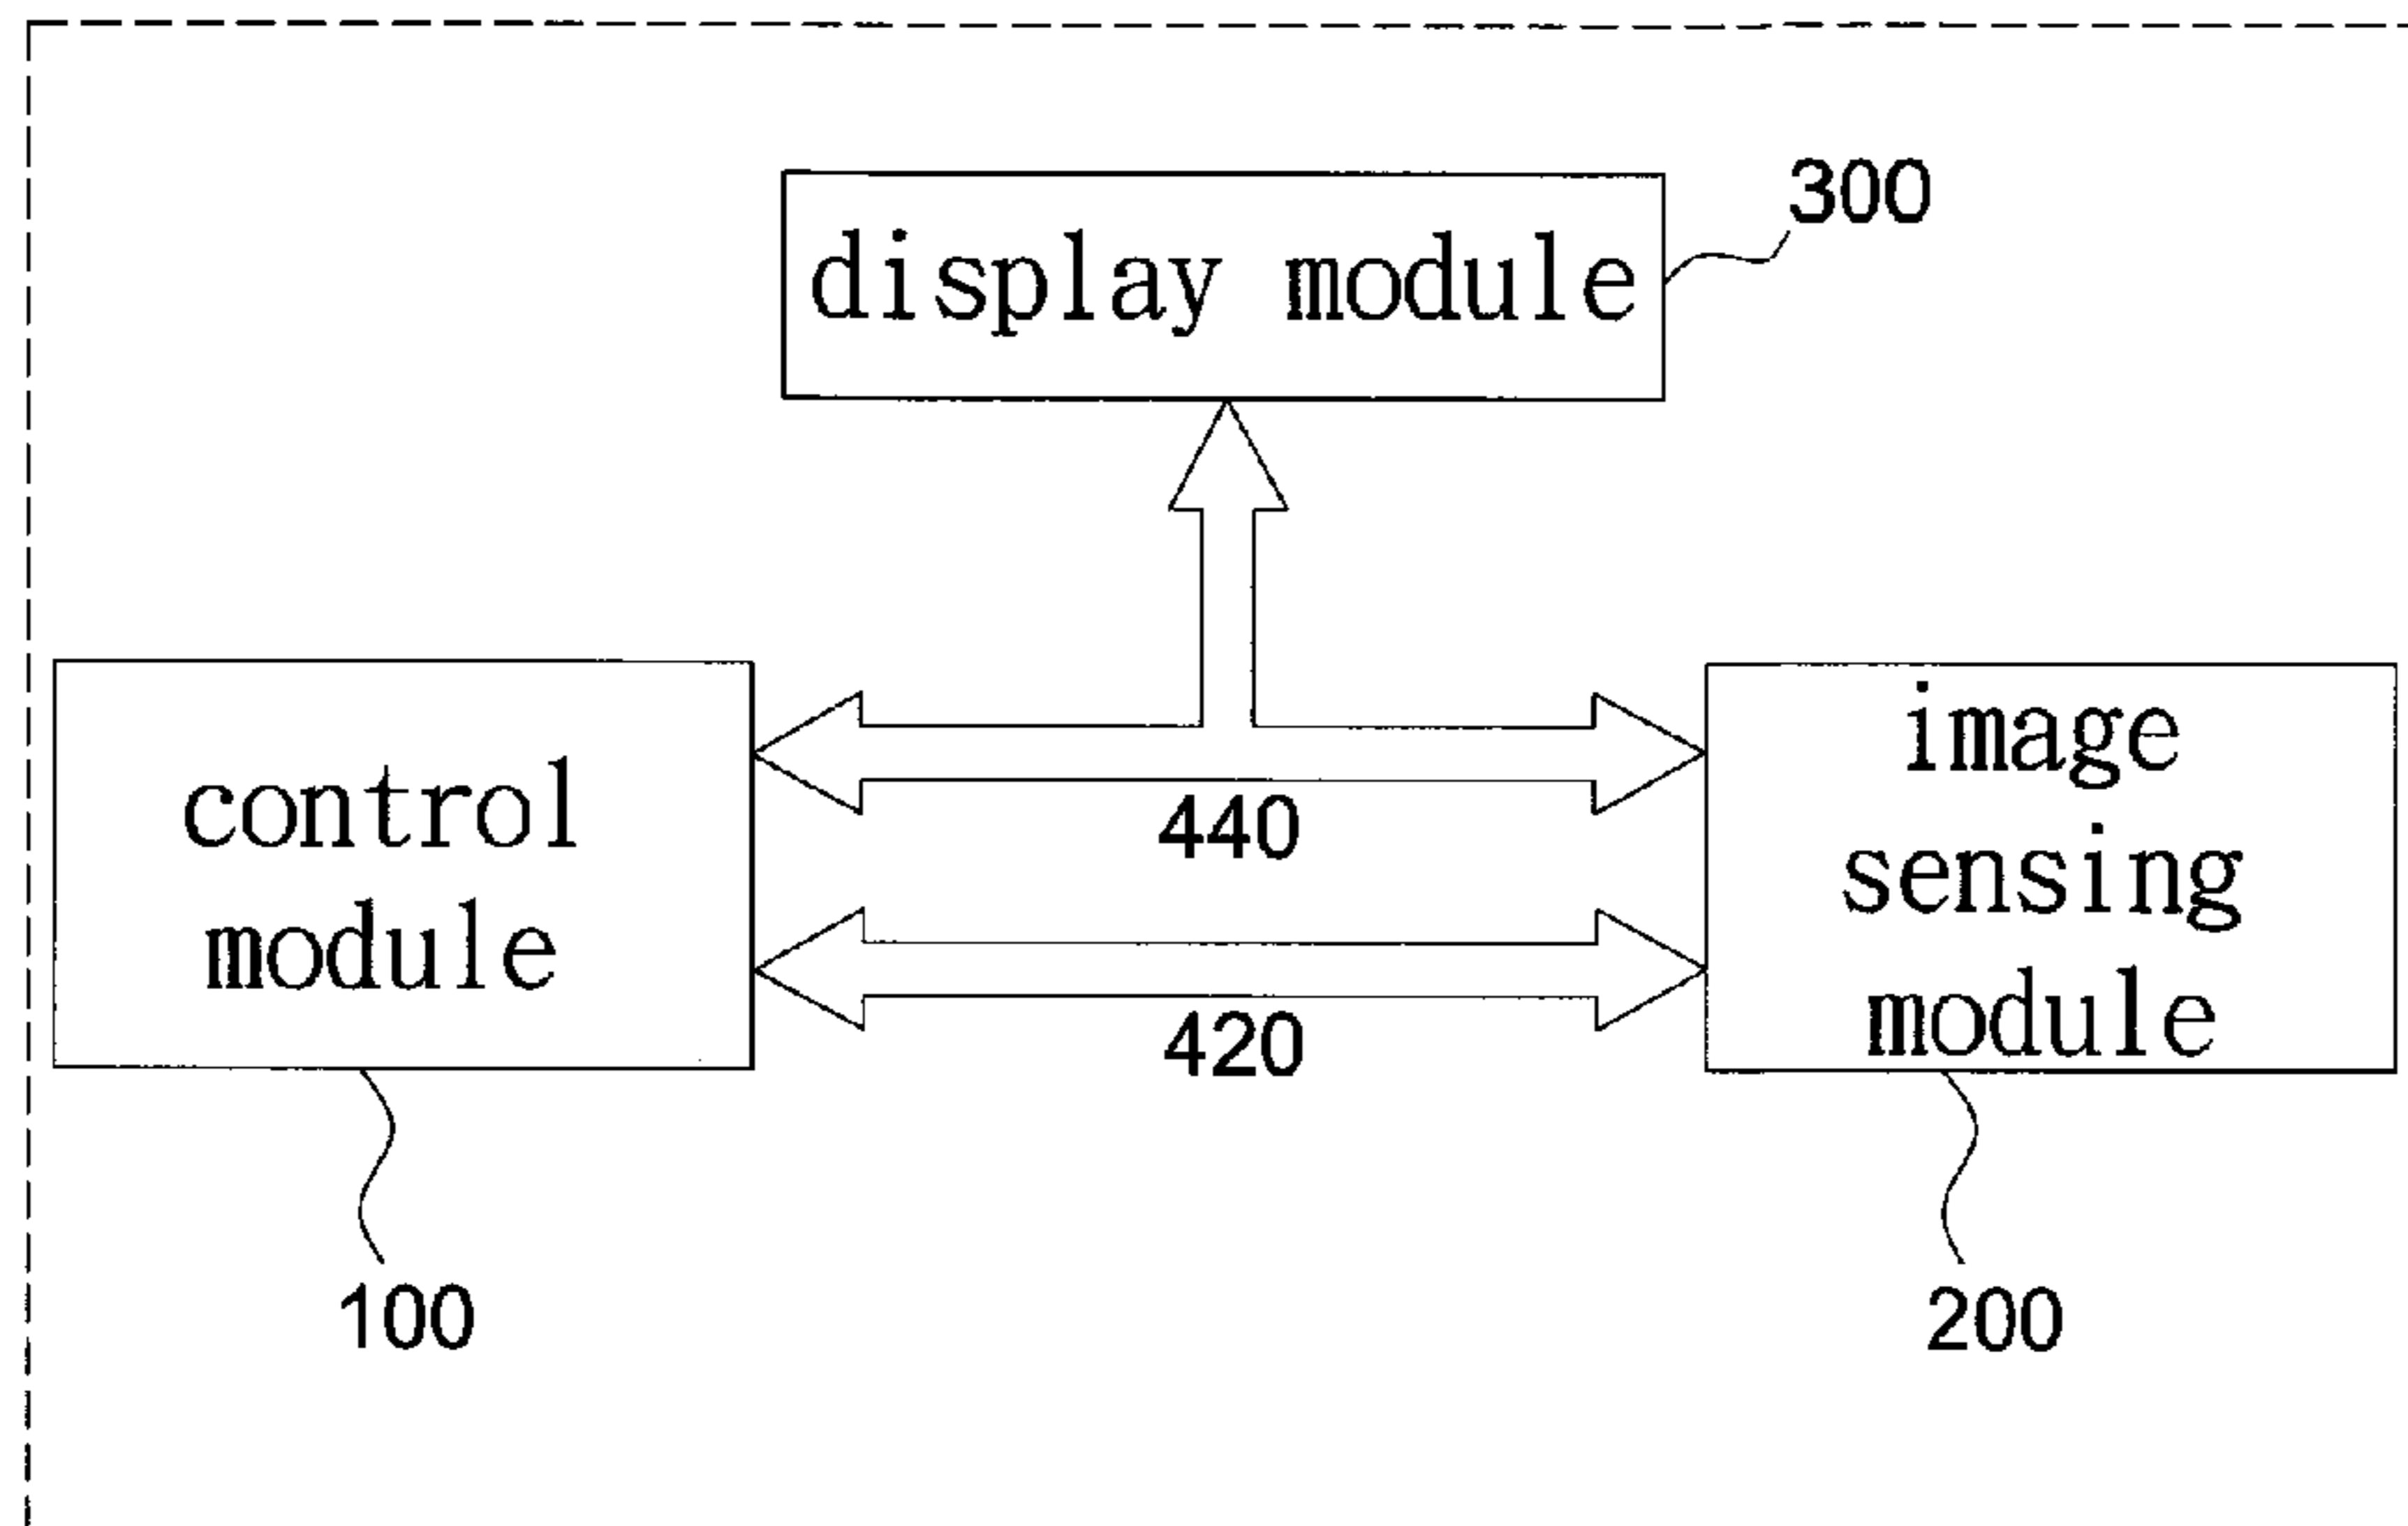 300
display module
control
module
image
sensing
module
440
420
100
200